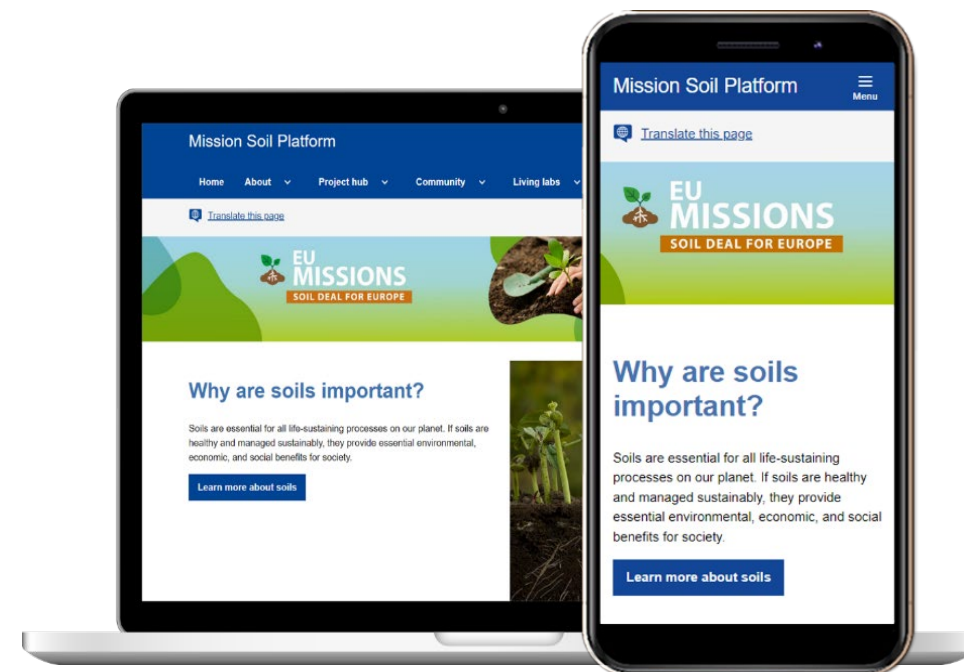 Mission Soil Platform
Home About Project hub Community Living labs
Translate this page
EU
MISSIONS
SOIL DEAL FOR EUROPE
Why are soils important?
Soils are essential for all life-sustaining processes on our planet. If soils are
healthy and managed sustainably, they provide essential environmental,
economic, and social benefits for society.
Learn more about soils
Mission Soil Platform
Menu
Translate this page
EU
MISSIONS
SOIL DEAL FOR EUROPE
Why are soils
important?
Soils are essential for all life-sustaining
processes on our planet. If soils are healthy
and managed sustainably, they provide
essential environmental, economic, and social
benefits for society.
Learn more about soils